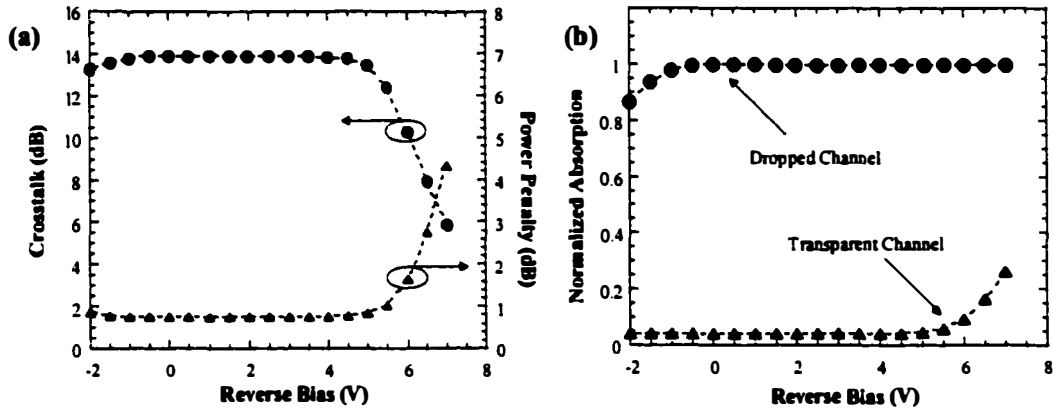 (a)
16
14
12
10
8
6
4
2
0
Crosstalk (dB)
8
7
6
5
4
3
2
1
0
Power Penalty (dB)
-2 0 2 4 6 8
Reverse Bias (V)
(b)
1
0.8
0.6
0.4
0.2
0
Normalized Absorption
Dropped Channel
Transparent Channel
-2 0 2 4 6 8
Reverse Bias (V)